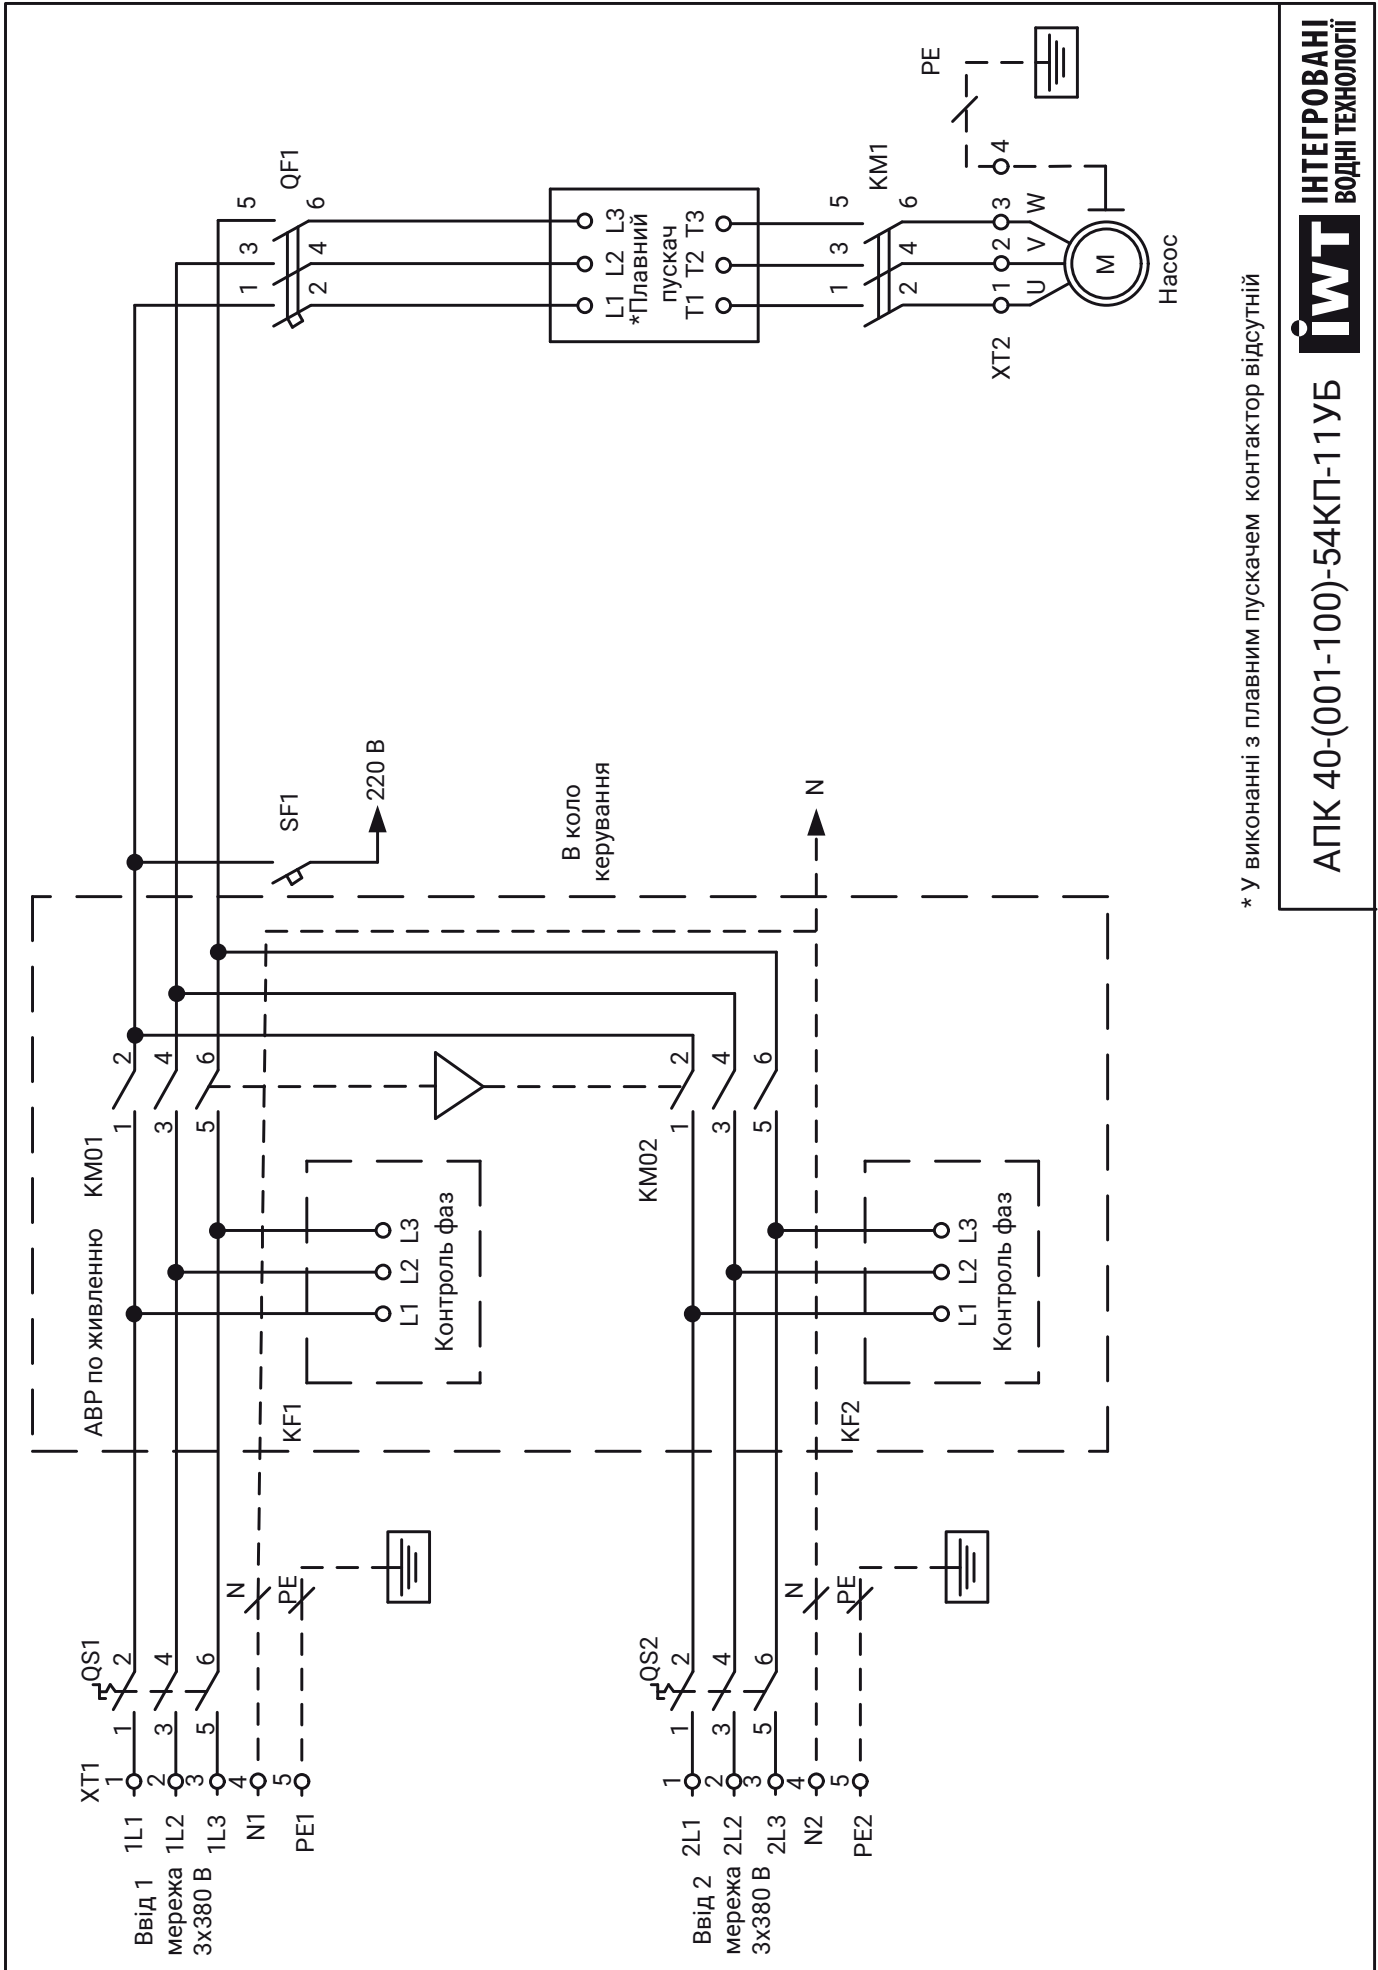 Ввід 1
мережа
3х380 В
XT1
1
2
3
4
5
1L1
1L2
1L3
N1
PE1
QS1
1
2
3
4
5
6
N
PE
АВР по живленню
KM01
1
2
3
4
5
6
KF1
L1
L2
L3
Контроль фаз
Ввід 2
мережа
3х380 В
1
2
3
4
5
2L1
2L2
2L3
N2
PE2
QS2
1
2
3
4
5
6
N
PE
KM02
1
2
3
4
5
6
KF2
L1
L2
L3
Контроль фаз
SF1
220 В
В коло
керування
N
QF1
1
3
5
2
4
6
L1
L2
L3
*Плавний
пускач
T1
T2
T3
KM1
1
3
5
2
4
6
XT2
1
2
3
4
U
V
W
PE
M
Насос
* У виконанні з плавним пускачем контактор відсутній
АПК 40-(001-100)-54КП-11УБ
iWT
ІНТЕГРОВАНІ
ВОДНІ ТЕХНОЛОГІЇ